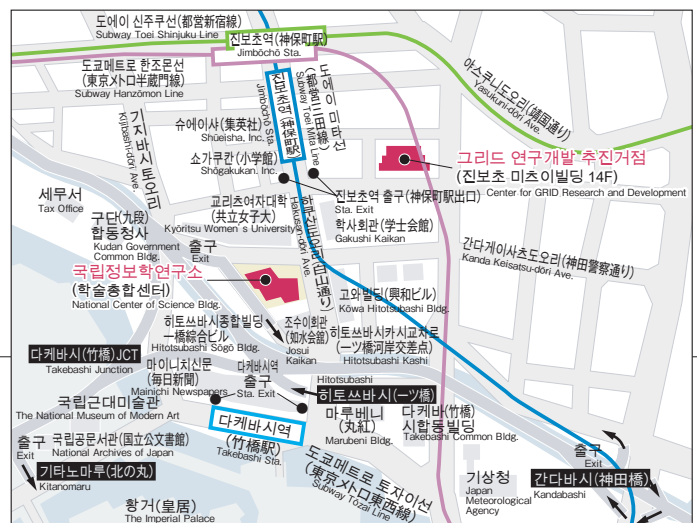 도에이 신주쿠선(都営新宿線)
Subway Toei Shinjuku Line
진보초역(神保町駅)
Jimbōchō Sta.
도쿄메트로 한조몬선
(東京メトロ半蔵門線)
Subway Hanzōmon Line
진보초역(神保町駅)
Jimbōchō Sta.
도에이 미타선
(都営三田線)
Subway Toei Mita Line
야스쿠니도오리(靖国通り)
Yasukuni-dōri Ave.
기지바시 토오리
Kijibashi-dōri Ave.
슈에이샤(集英社)
Shūeisha, Inc.
쇼가쿠칸(小学館)
Shōgakukan. Inc.
그리드 연구개발 추진거점
(진보초 미츠이빌딩 14F)
Center for GRID Research and Development
세무서
Tax Office
교리츠여자대학
(共立女子大)
Kyōritsu Women´s University
진보초역 출구(神保町駅出口)
Sta. Exit
학사회관(学士会館)
Gakushi Kaikan
구단(九段)
합동청사
Kudan Government
Common Bldg.
출구
Exit
(白山通り)
Hakusan-dōri Ave.
간다게이사츠도오리(神田警察通り)
Kanda Keisatsu-dōri Ave.
국립정보학연구소
(학술총합센터)
National Center of Science Bldg.
고와빌딩(興和ビル)
Kōwa Hitotsubashi Bldg.
히토쯔바시종합빌딩
一橋綜合ビル
Hitotsubashi Sōgō Bldg.
조수이회관
(如水会館)
Josui
Kaikan
히토쯔바시카시교차로
(一ツ橋河岸交差点)
Hitotsubashi Kashi
다케바시(竹橋)JCT
Takebashi Junction
마이니치신문
(毎日新聞)
Mainichi Newspapers
다케바시역
출구
Sta. Exit
Hitotsubashi
히토쓰바시(一ツ橋)
국립근대미술관
The National Museum of Modern Art
다케바시역
(竹橋駅)
Takebashi Sta.
마루베니
(丸紅)
Marubeni Bldg.
다케바(竹橋)
시합동빌딩
Takebashi Common Bldg.
출구
Exit
국립공문서관(国立公文書館)
National Archives of Japan
기타노마루(北の丸)
Kitanomaru
도쿄메트로 토자이선
(東京メトロ東西線)
Subway Tōzai Line
기상청
Japan
Meteorological
Agency
출구
Exit
간다바시(神田橋)
Kandabashi
황거(皇居)
The Imperial Palace